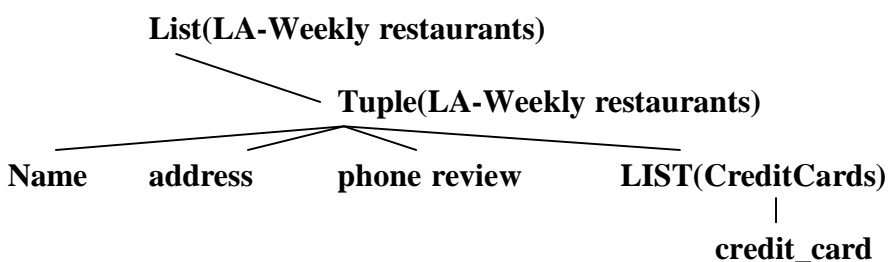 List(LA-Weekly restaurants)
Tuple(LA-Weekly restaurants)
Name address phone review LIST(CreditCards)
credit_card